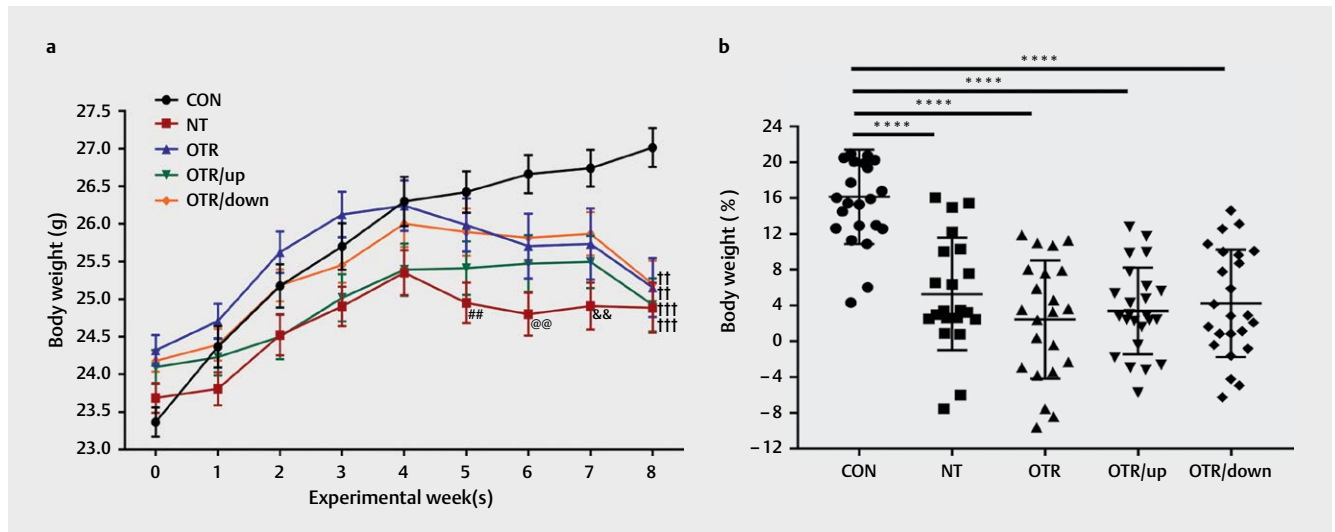 a
CON
NT
OTR
OTR/up
OTR/down
27.5
27.0
26.5
26.0
25.5
25.0
24.5
24.0
23.5
23.0
Body weight (g)
##
@@
&&
††
††
†††
†††
0 1 2 3 4 5 6 7 8
Experimental week(s)
b
****
****
****
****
24
20
16
12
8
4
0
−4
−8
−12
Body weight (%)
CON NT OTR OTR/up OTR/down